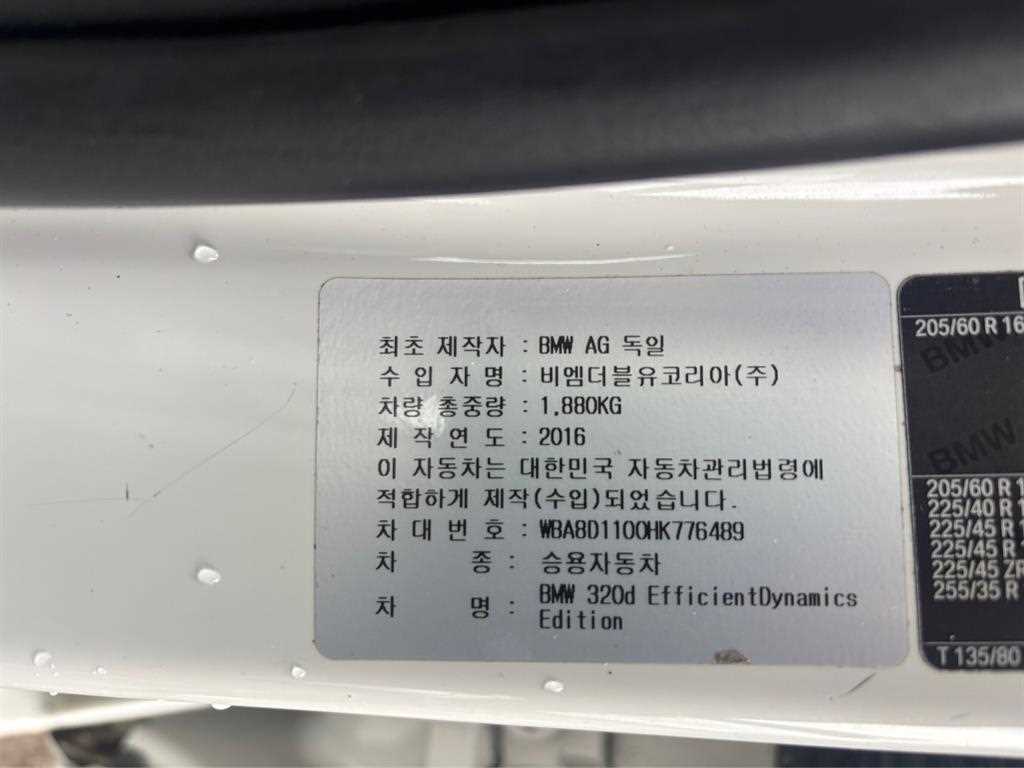 최초 제작자 : BMW AG 독일
수 입 자 명 : 비엠더블유코리아(주)
차량 총중량 : 1,880KG
제 작 연 도 : 2016
이 자동차는 대한민국 자동차관리법령에
적합하게 제작(수입)되었습니다.
차 대 번 호 : WBA8D1100HK776489
차 종 : 승용자동차
차 명 : BMW 320d EfficientDynamics
Edition
205/60 R 16
BMW
BMW
205/60 R 1
225/40 R 1
225/45 R 1
225/45 R
225/45 ZR
255/35 R
T 135/80